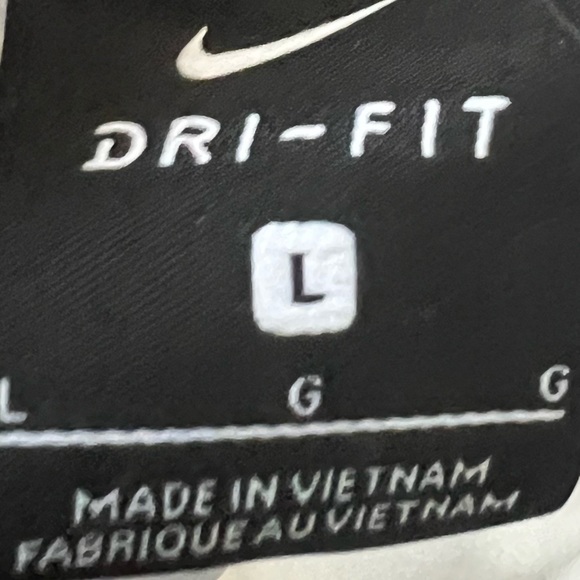 DRI-FIT
L
L G G
MADE IN VIETNAM
FABRIQUE AU VIETNAM